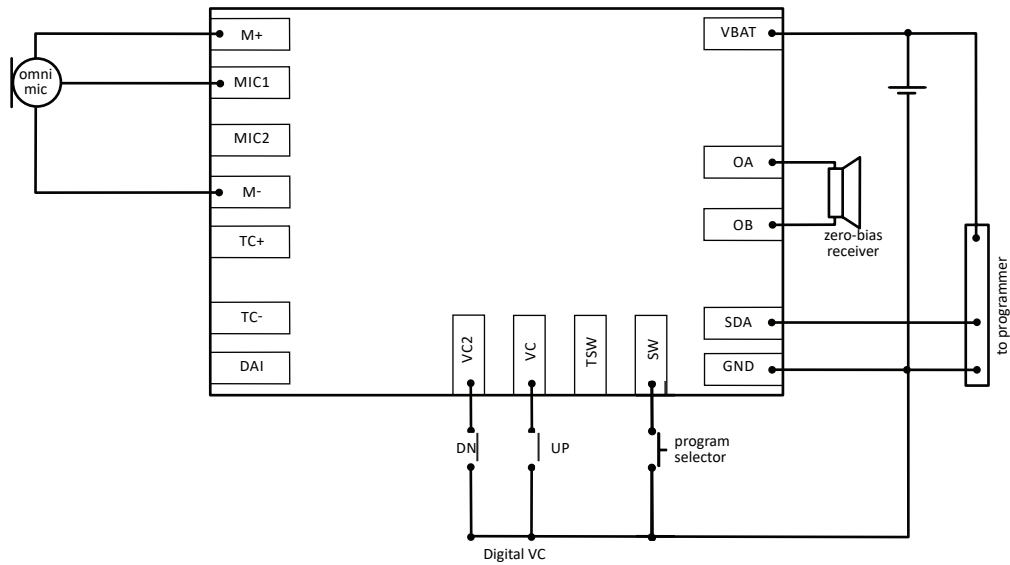 M+
VBAT
omni
mic
MIC1
MIC2
OA
M-
OB
TC+
zero-bias
receiver
TC-
SDA
to programmer
VC2
VC
TSW
SW
DAI
GND
DN
UP
program
selector
Digital VC